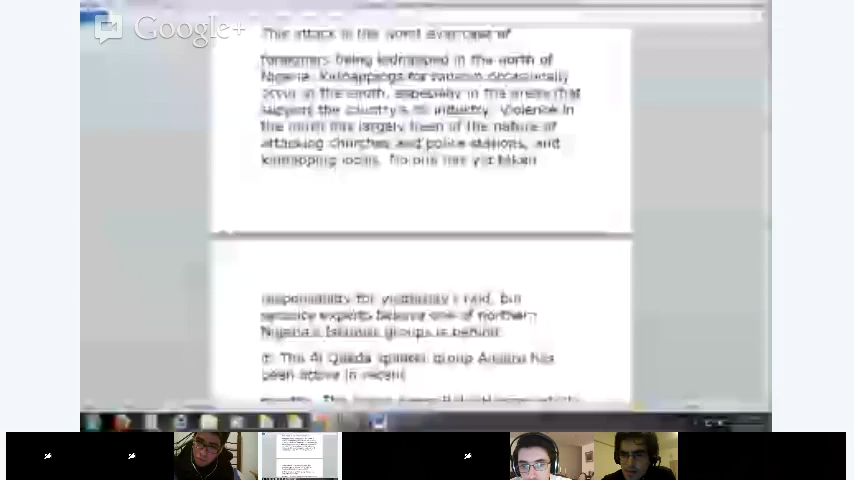 Google+
This attack is the worst ever case of
foreigners being kidnapped in the north of
Nigeria. Kidnappings for ransom occasionally
occur in the south, especially in the areas that
support the country's oil industry. Violence in
the north has largely been of the nature of
attacking churches and police stations, and
kidnapping locals. No one has yet taken
responsibility for yesterday's raid, but
security experts believe one of northern
Nigeria's Islamist groups is behind
it. The Al Qaeda splinter group Ansaru has
been active in recent